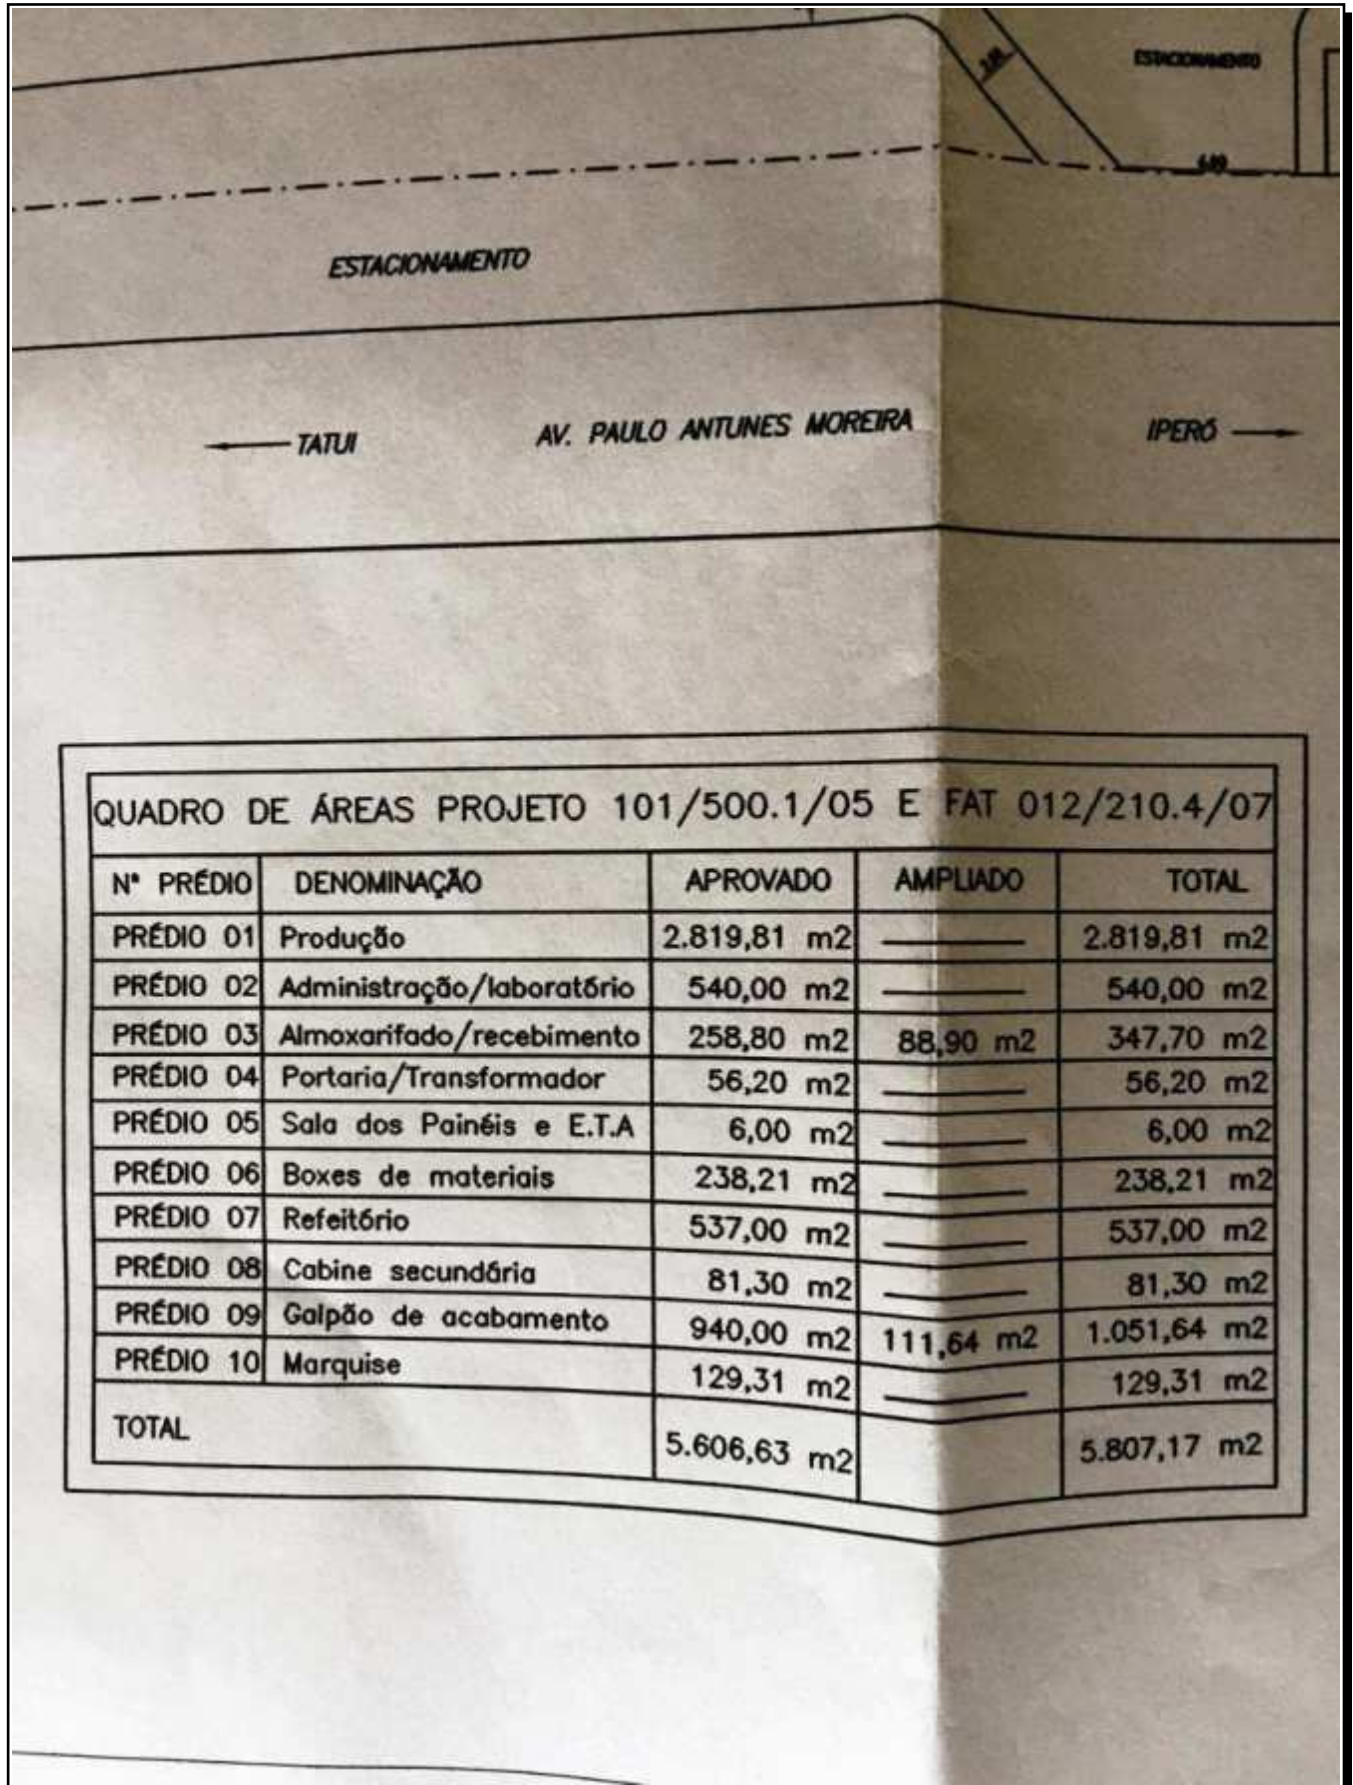 ESTACIONAMENTO
ESTACIONAMENTO
TATUI AV. PAULO ANTUNES MOREIRA IPERÓ
QUADRO DE ÁREAS PROJETO 101/500.1/05 E FAT 012/210.4/07
Nº PRÉDIO DENOMINAÇÃO APROVADO AMPLIADO TOTAL
PRÉDIO 01 Produção 2.819,81 m2 2.819,81 m2
PRÉDIO 02 Administração/laboratório 540,00 m2 540,00 m2
PRÉDIO 03 Almoxarifado/recebimento 258,80 m2 88,90 m2 347,70 m2
PRÉDIO 04 Portaria/Transformador 56,20 m2 56,20 m2
PRÉDIO 05 Sala dos Painéis e E.T.A 6,00 m2 6,00 m2
PRÉDIO 06 Boxes de materiais 238,21 m2 238,21 m2
PRÉDIO 07 Refeitório 537,00 m2 537,00 m2
PRÉDIO 08 Cabine secundária 81,30 m2 81,30 m2
PRÉDIO 09 Galpão de acabamento 940,00 m2 111,64 m2 1.051,64 m2
PRÉDIO 10 Marquise 129,31 m2 129,31 m2
TOTAL 5.606,63 m2 5.807,17 m2